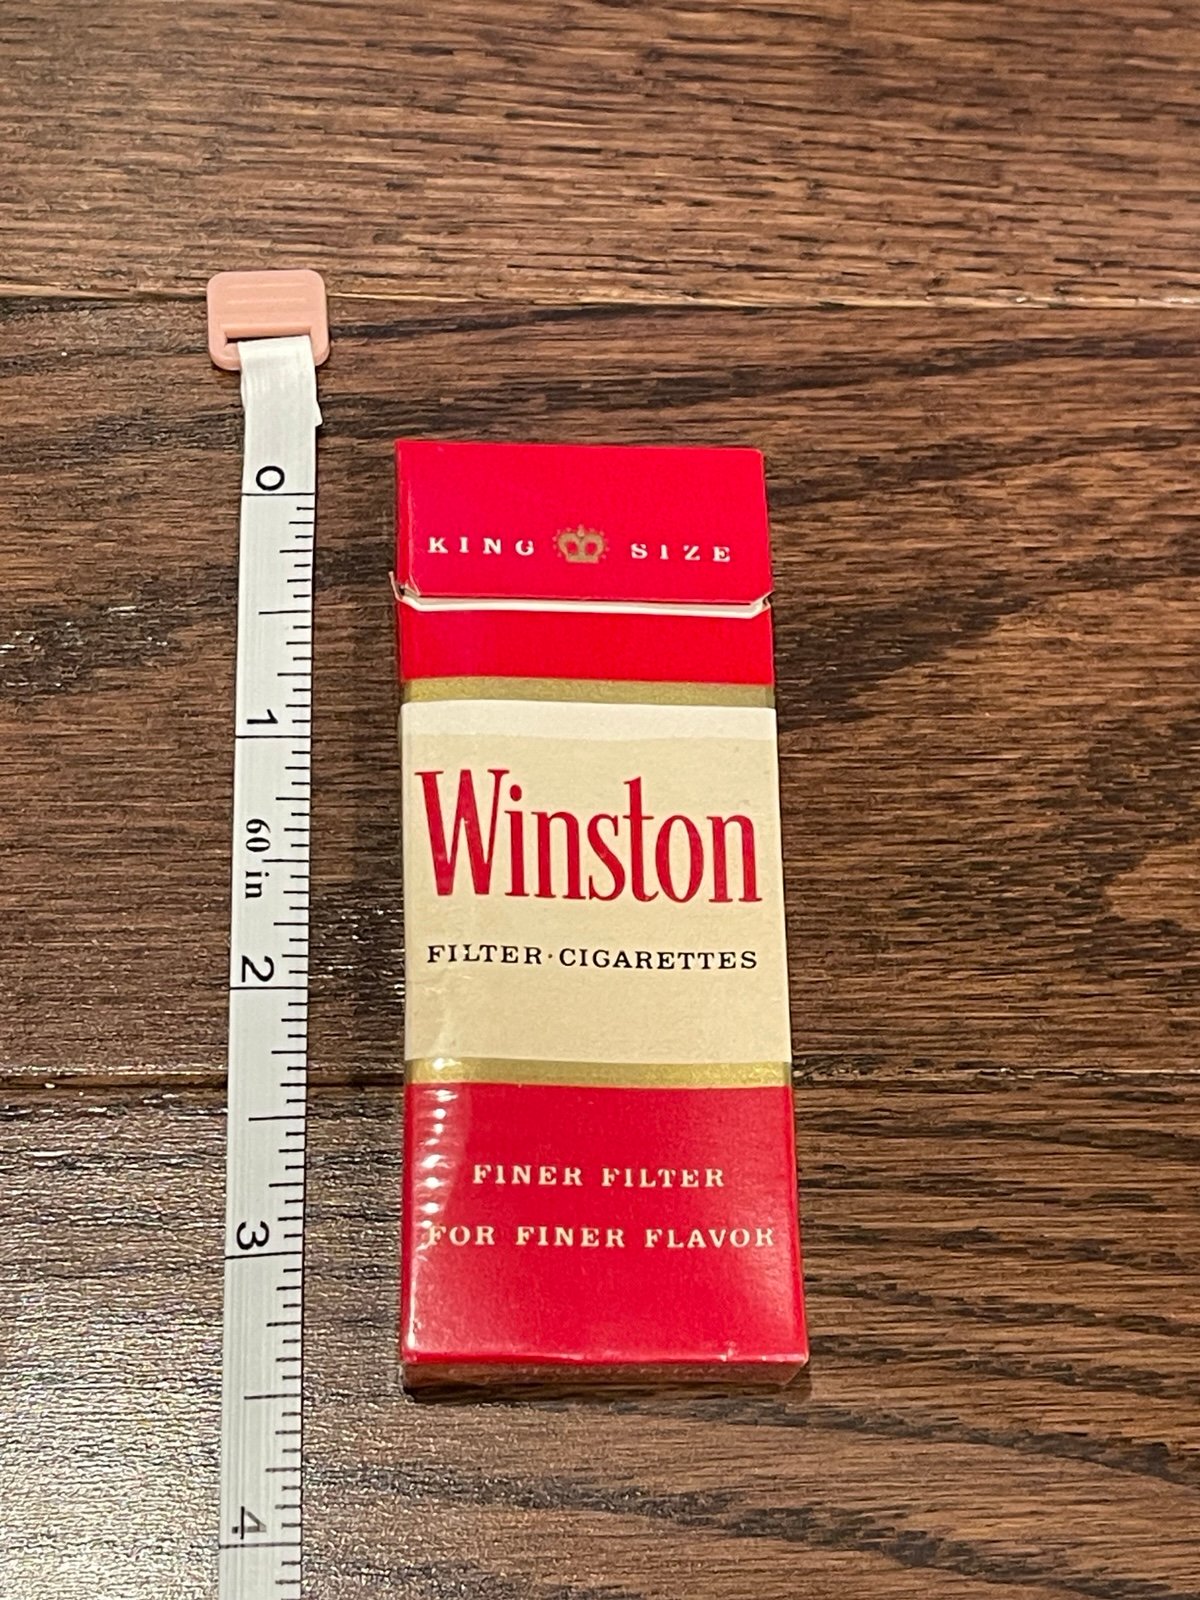 0
KING SIZE
1
Winston
60 in
FILTER·CIGARETTES
2
FINER FILTER
3
FOR FINER FLAVOR
4